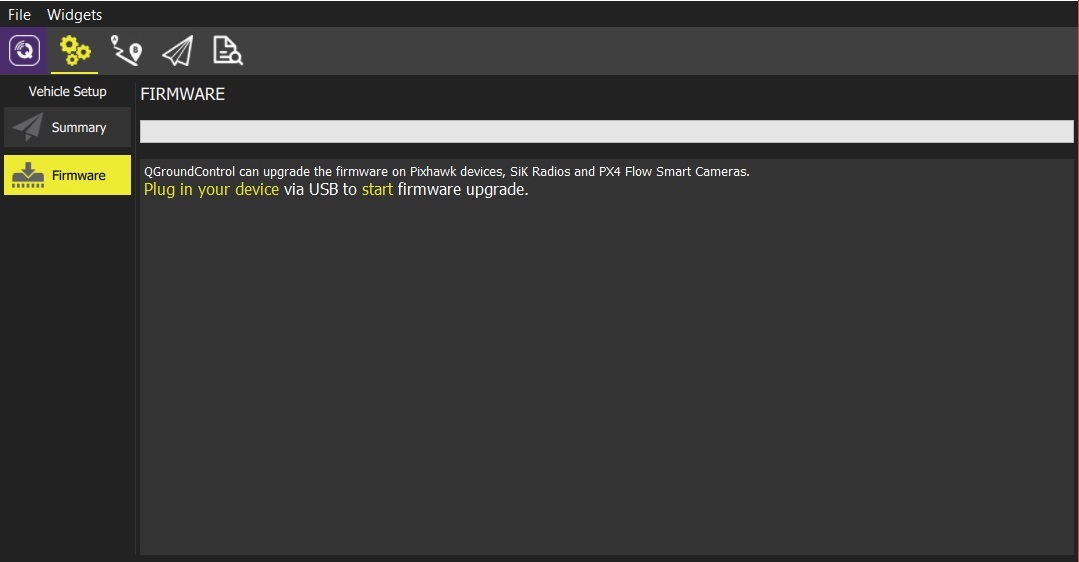 File Widgets
Vehicle Setup
FIRMWARE
Summary
Firmware
QGroundControl can upgrade the firmware on Pixhawk devices, SiK Radios and PX4 Flow Smart Cameras.
Plug in your device via USB to start firmware upgrade.